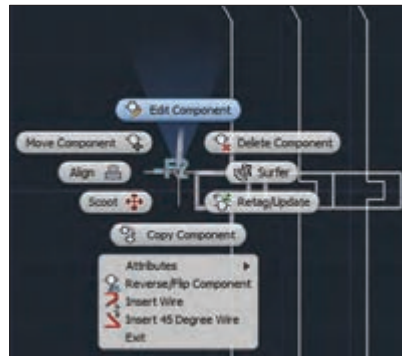 Edit Component
Move Component
Delete Component
Align
Surfer
Scoot
Retag/Update
Copy Component
Attributes
Reverse/Flip Component
Insert Wire
Insert 45 Degree Wire
Exit